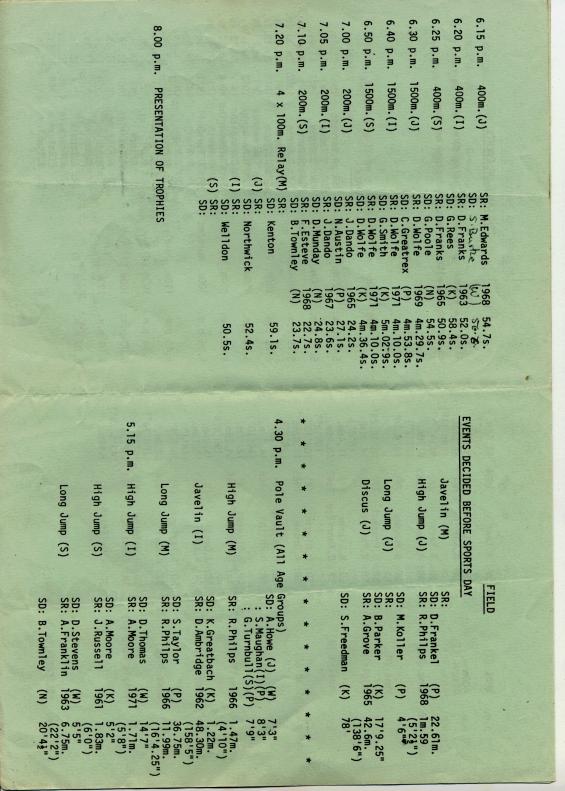 6.15 p.m. 400m.(J) SR: M.Edwards 1968 54.7s.
SD: (W)
6.20 p.m. 400m.(I) SR: D.Franks 1963 52.0s.
SD: G.Rees (K) 58.4s.
6.25 p.m. 400m.(S) SR: D.Franks 1965 50.9s.
SD: G.Poole (N) 54.5s.
6.30 p.m. 1500m.(J) SR: D.Wolfe 1969 4m.29.7s.
SD: C.Greatrex (P) 4m.53.8s.
6.40 p.m. 1500m.(I) SR: D.Wolfe 1971 4m.10.0s.
SD: G.Smith (K) 5m.02.9s.
6.50 p.m. 1500m.(S) SR: D.Wolfe 1971 4m.10.0s.
SD: D.Wolfe (K) 4m.36.4s.
7.00 p.m. 200m.(J) SR: J.Dando 1965 24.2s.
SD: N.Austin (P) 27.1s.
7.05 p.m. 200m.(I) SR: J.Dando 1967 23.6s.
SD: D.Munday (N) 24.8s.
7.10 p.m. 200m.(S) SR: F.Esteve 1968 22.7s.
SD: B.Townley (N) 23.7s.
7.20 p.m. 4 x 100m. Relay(M) SR:
SD: Kenton 59.1s.
(J) SR:
SD: Northwick 52.4s.
(I) SR:
SD: Welldon 50.5s.
(S) SR:
SD:
8.00 p.m. PRESENTATION OF TROPHIES
FIELD
EVENTS DECIDED BEFORE SPORTS DAY
Javelin (M) SR:
SD: D.Frankel (P) 22.61m.
High Jump (J) SR: R.Philps 1968 1m.59
(5'2½")
SD: M.Koller (P) 4'6"
Long Jump (J) SR:
SD: B.Parker (K) 17'9.25"
Discus (J) SR: A.Grove 1965 42.6m.
(138'6")
SD: S.Freedman (K) 78'
* * * * * * * * * * * * * *
4.30 p.m. Pole Vault (All Age Groups)
SD: A.Howe (J) (W) 7'3"
: S.Maughan(I)(P) 8'3"
: G.Turnbull(S)(P) 7'9"
High Jump (M) SR: R.Philps 1966 1.47m.
(4'10")
SD: K.Greatbach (K) 1.22m.
Javelin (I) SR: D.Ambridge 1962 48.30m.
(158'5")
SD: S.Taylor (P) 36.75m.
Long Jump (M) SR: R.Philps 1966 11.99m.
(16'4.25")
SD: D.Thomas (W) 14'7"
5.15 p.m. High Jump (I) SR: A.Moore 1971 1.71m.
(5'8")
SD: A.Moore (K) 5'2"
High Jump (S) SR: J.Russell 1961 1.83m.
(6'0")
SD: D.Stevens (W) 5'5"
Long Jump (S) SR: A.Franklin 1963 6.75m.
(22'2")
SD: B.Townley (N) 20'4½"